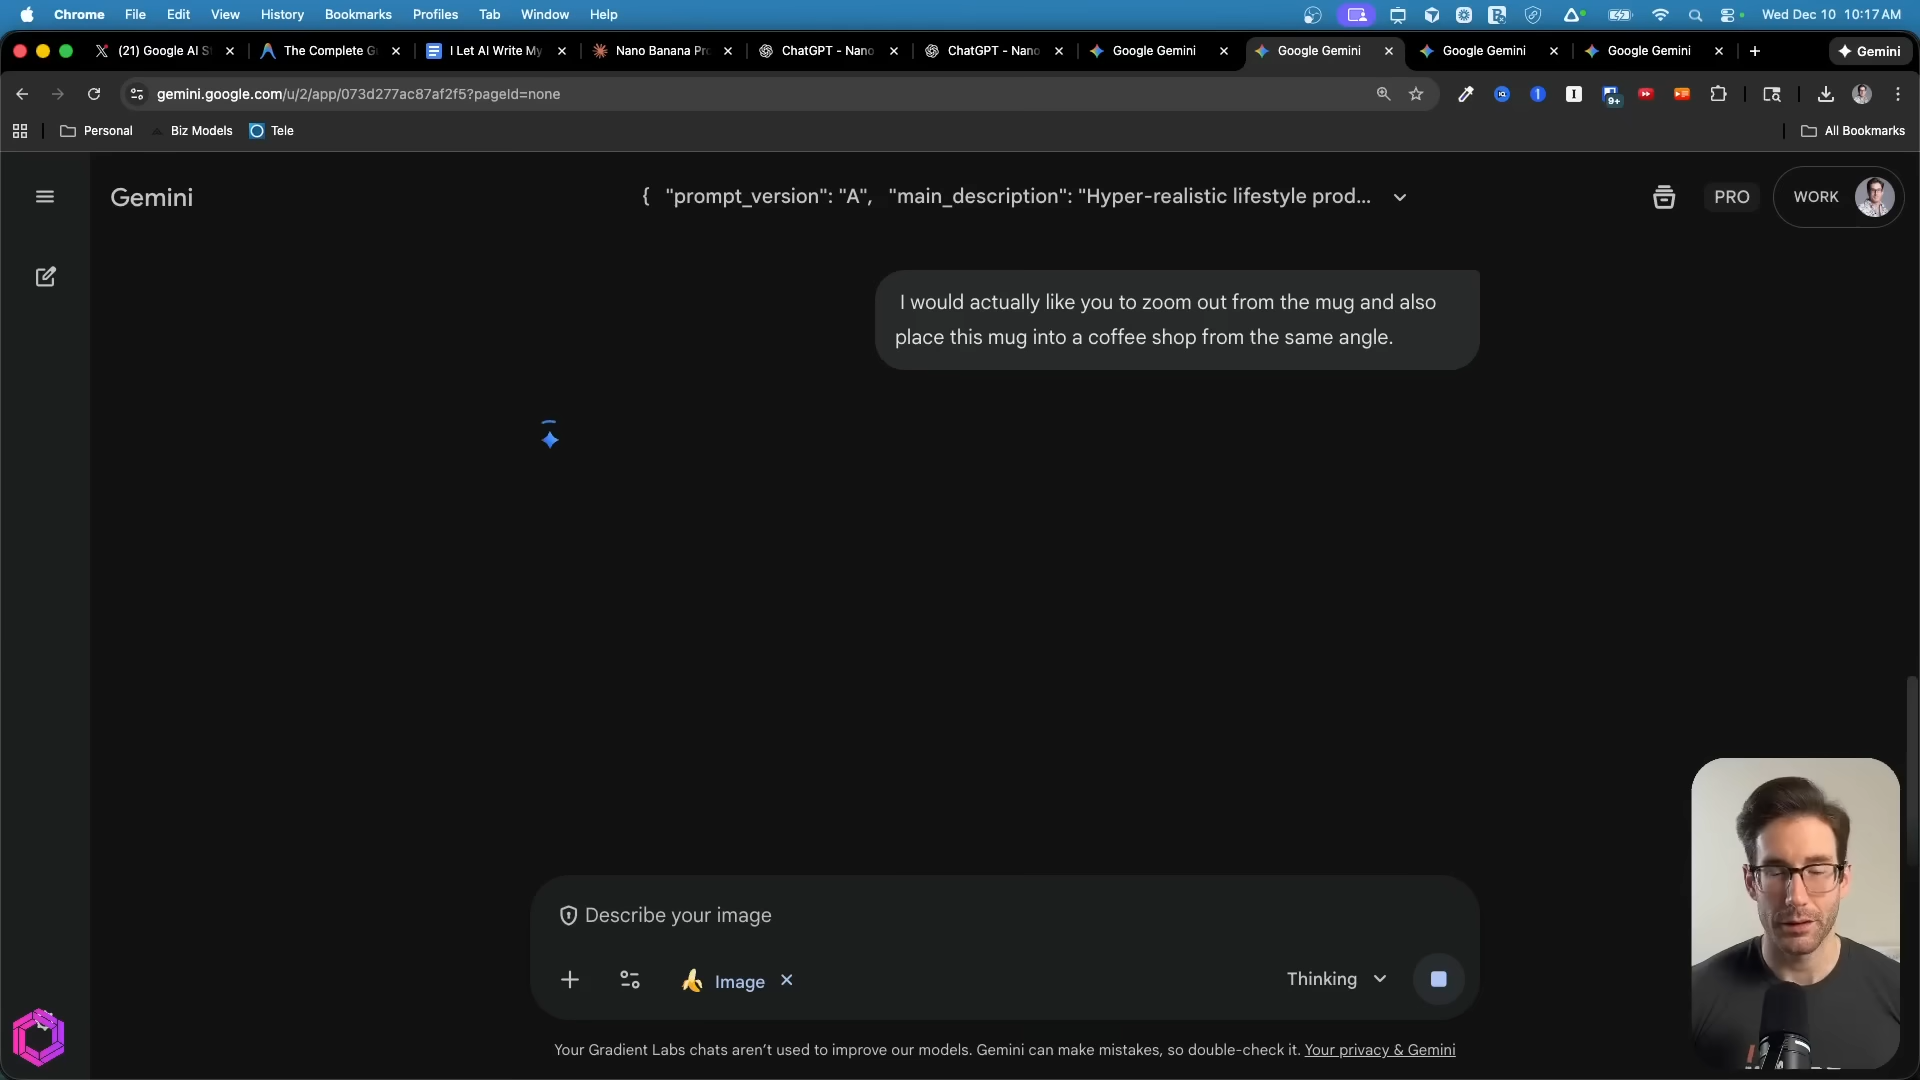 Chrome File Edit View History Bookmarks Profiles Tab Window Help
Wed Dec 10 10:17 AM
(21) Google AI S
The Complete G
I Let AI Write My
Nano Banana Pr
ChatGPT - Nano
ChatGPT - Nano
Google Gemini
Google Gemini
Google Gemini
Google Gemini
Gemini
gemini.google.com/u/2/app/073d277ac87af2f5?pageId=none
9+
Personal
Biz Models
Tele
All Bookmarks
Gemini
{ "prompt_version": "A", "main_description": "Hyper-realistic lifestyle prod...
PRO
WORK
I would actually like you to zoom out from the mug and also
place this mug into a coffee shop from the same angle.
Describe your image
Image
Thinking
Your Gradient Labs chats aren't used to improve our models. Gemini can make mistakes, so double-check it. Your privacy & Gemini